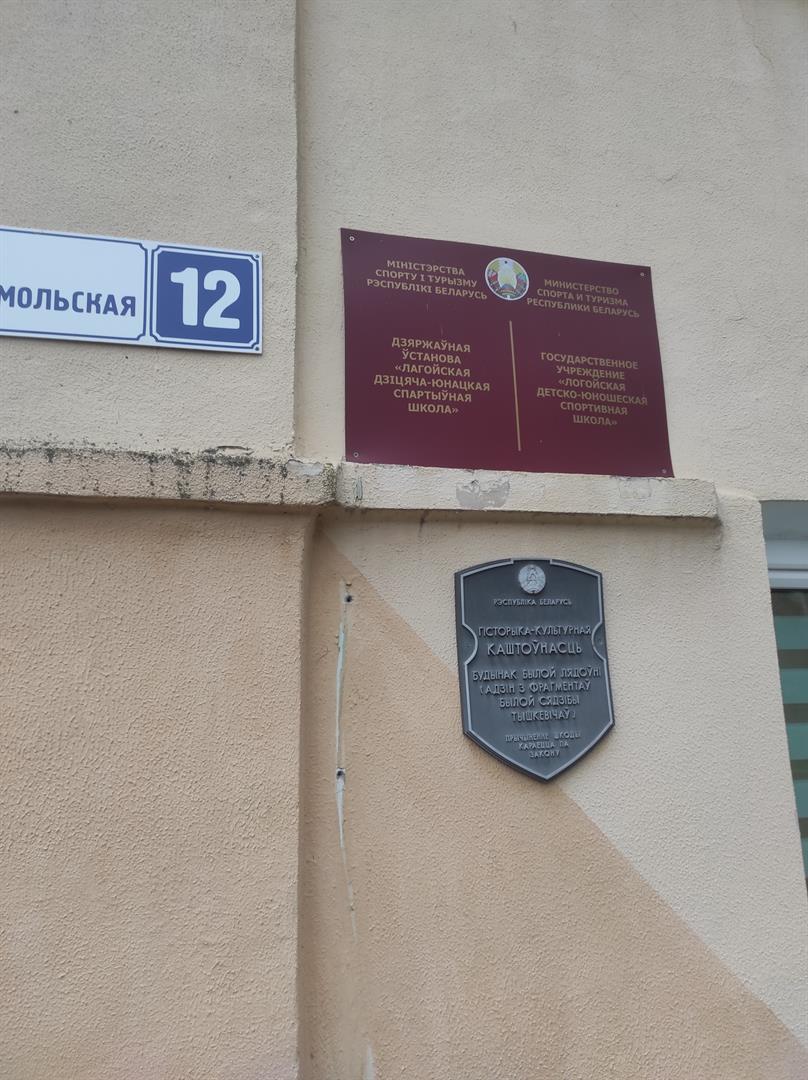 МОЛЬСКАЯ
12
МІНІСТЭРСТВА
СПОРТУ І ТУРЫЗМУ
РЭСПУБЛІКІ БЕЛАРУСЬ
ДЗЯРЖАЎНАЯ
ЎСТАНОВА
«ЛАГОЙСКАЯ
ДЗІЦЯЧА-ЮНАЦКАЯ
СПАРТЫЎНАЯ
ШКОЛА»
МИНИСТЕРСТВО
СПОРТА И ТУРИЗМА
РЕСПУБЛИКИ БЕЛАРУСЬ
ГОСУДАРСТВЕННОЕ
УЧРЕЖДЕНИЕ
«ЛОГОЙСКАЯ
ДЕТСКО-ЮНОШЕСКАЯ
СПОРТИВНАЯ
ШКОЛА»
РЭСПУБЛІКА БЕЛАРУСЬ
ГІСТОРЫКА-КУЛЬТУРНАЯ
КАШТОЎНАСЦЬ
БУДЫНАК БЫЛОЙ ЛЯДОЎНІ
(АДЗІН З ФРАГМЕНТАЎ
БЫЛОЙ СЯДЗІБЫ
ТЫШКЕВІЧАЎ)
ПРЫЧЫНЕННЕ ШКОДЫ
КАРАЕЦЦА ПА
ЗАКОНУ